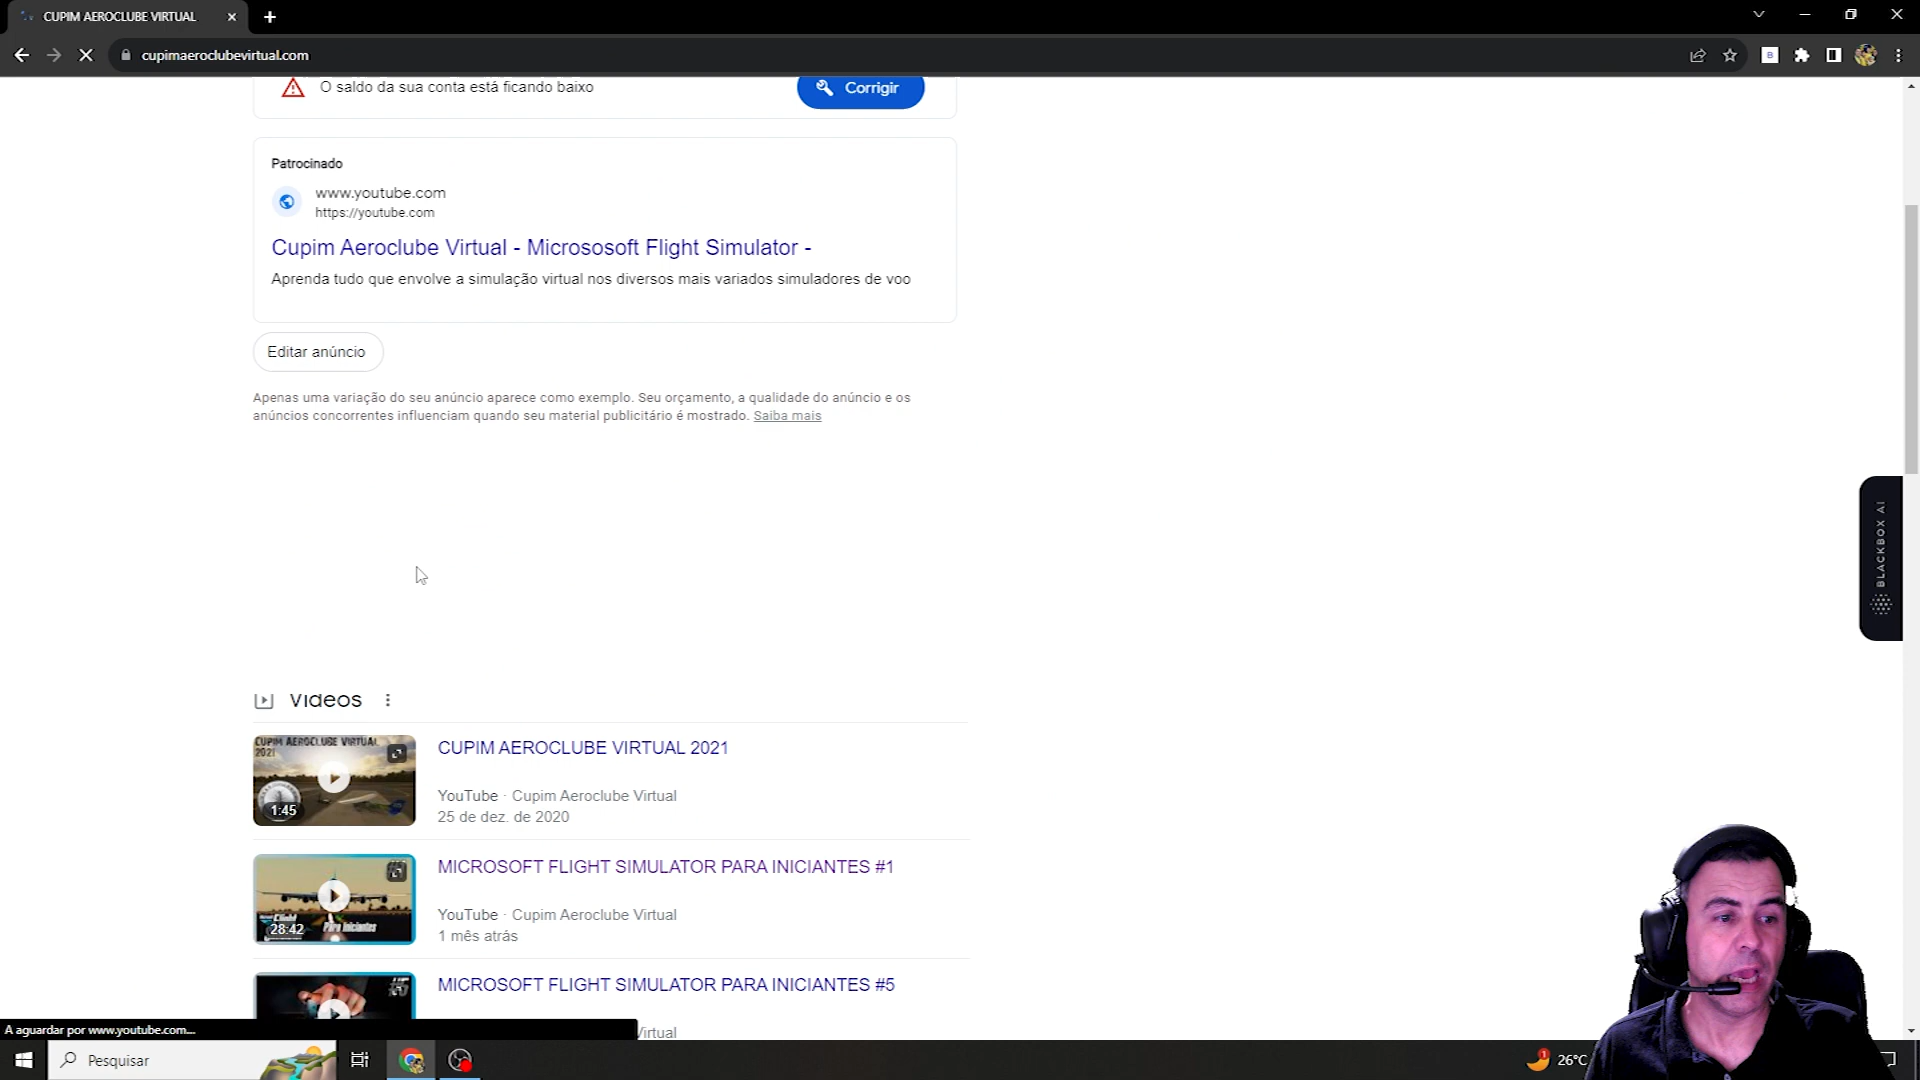 CUPIM AEROCLUBE VIRTUAL
cupimaeroclubevirtual.com
O saldo da sua conta está ficando baixo
Corrigir
Patrocinado
www.youtube.com
https://youtube.com
Cupim Aeroclube Virtual - Micrososoft Flight Simulator -
Aprenda tudo que envolve a simulação virtual nos diversos mais variados simuladores de voo
Editar anúncio
Apenas uma variação do seu anúncio aparece como exemplo. Seu orçamento, a qualidade do anúncio e os
anúncios concorrentes influenciam quando seu material publicitário é mostrado. Saiba mais
BLACKBOX AI
Vídeos
CUPIM AEROCLUBE VIRTUAL
2021
1:45
CUPIM AEROCLUBE VIRTUAL 2021
YouTube · Cupim Aeroclube Virtual
25 de dez. de 2020
Flight
Para Iniciantes
28:42
MICROSOFT FLIGHT SIMULATOR PARA INICIANTES #1
YouTube · Cupim Aeroclube Virtual
1 mês atrás
#5
MICROSOFT FLIGHT SIMULATOR PARA INICIANTES #5
Virtual
A aguardar por www.youtube.com...
Pesquisar
1
26°C